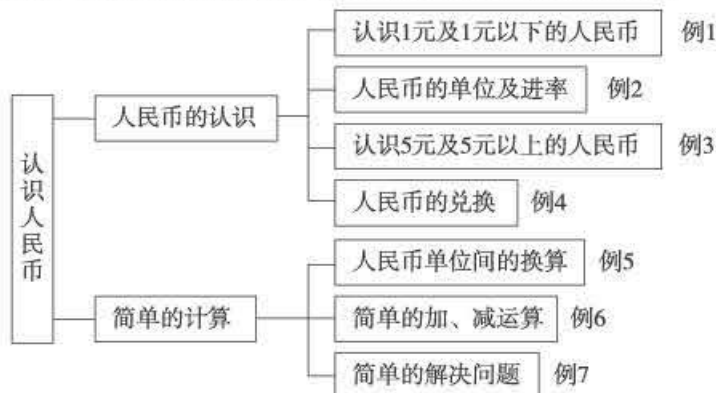 认识人民币
人民币的认识
认识1元及1元以下的人民币 例1
人民币的单位及进率 例2
认识5元及5元以上的人民币 例3
人民币的兑换 例4
简单的计算
人民币单位间的换算 例5
简单的加、减运算 例6
简单的解决问题 例7